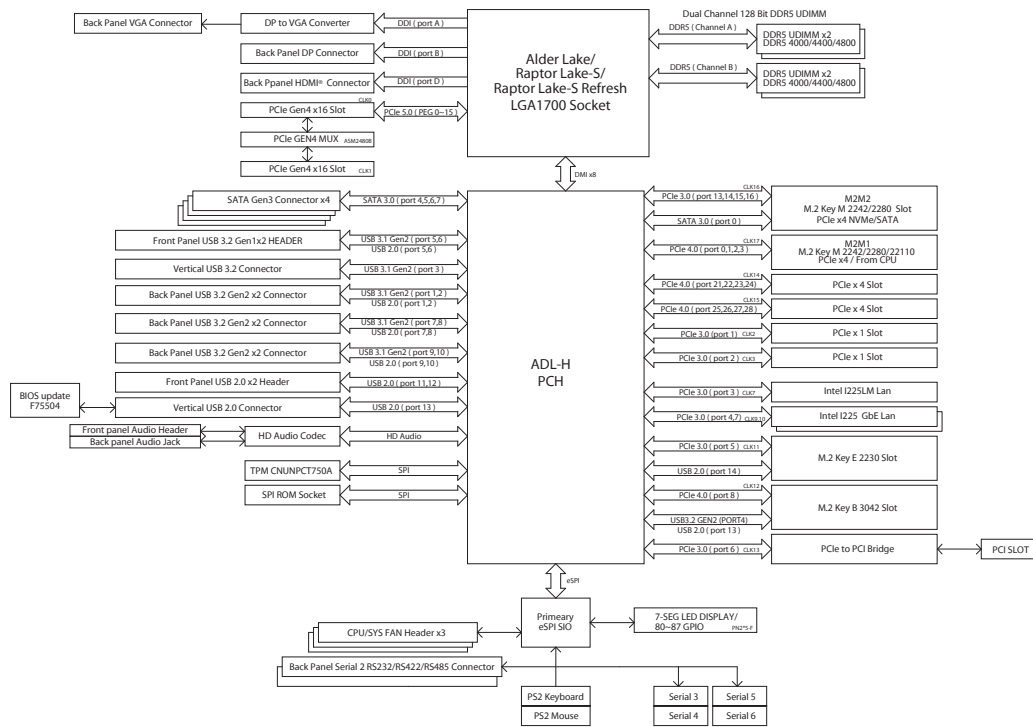 Back Panel VGA Connector
DP to VGA Converter
DDI ( port A )
Back Panel DP Connector
DDI ( port B )
Back Ppanel HDMI® Connector
DDI ( port D )
CLK0
PCIe Gen4 x16 Slot
PCIe 5.0 ( PEG 0~15 )
PCIe GEN4 MUX
ASM2480B
PCIe Gen4 x16 Slot
CLK1
Alder Lake/
Raptor Lake-S/
Raptor Lake-S Refresh
LGA1700 Socket
Dual Channel 128 Bit DDR5 UDIMM
DDR5 ( Channel A )
DDR5 UDIMM x2
DDR5 4000/4400/4800
DDR5 ( Channel B )
DDR5 UDIMM x2
DDR5 4000/4400/4800
DMI x8
SATA Gen3 Connector x4
SATA 3.0 ( port 4,5,6,7 )
Front Panel USB 3.2 Gen1x2 HEADER
USB 3.1 Gen2 ( port 5,6 )
USB 2.0 ( port 5,6 )
Vertical USB 3.2 Connector
USB 3.1 Gen2 ( port 3 )
Back Panel USB 3.2 Gen2 x2 Connector
USB 3.1 Gen2 ( port 1,2 )
USB 2.0 ( port 1,2 )
Back Panel USB 3.2 Gen2 x2 Connector
USB 3.1 Gen2 ( port 7,8 )
USB 2.0 ( port 7,8 )
Back Panel USB 3.2 Gen2 x2 Connector
USB 3.1 Gen2 ( port 9,10 )
USB 2.0 ( port 9,10 )
Front Panel USB 2.0 x2 Header
USB 2.0 ( port 11,12 )
BIOS update
F75504
Vertical USB 2.0 Connector
USB 2.0 ( port 13 )
Front panel Audio Header
Back panel Audio Jack
HD Audio Codec
HD Audio
TPM CNUNPCT750A
SPI
SPI ROM Socket
SPI
ADL-H
PCH
CLK16
PCIe 3.0 ( port 13,14,15,16 )
SATA 3.0 ( port 0 )
M2M2
M.2 Key M 2242/2280 Slot
PCIe x4 NVMe/SATA
CLK17
PCIe 4.0 ( port 0,1,2,3 )
M2M1
M.2 Key M 2242/2280/22110
PCIe x4 / From CPU
CLK14
PCIe 4.0 ( port 21,22,23,24)
PCIe x 4 Slot
CLK15
PCIe 4.0 ( port 25,26,27,28 )
PCIe x 4 Slot
PCIe 3.0 (port 1) CLK2
PCIe x 1 Slot
PCIe 3.0 ( port 2 ) CLK3
PCIe x 1 Slot
PCIe 3.0 ( port 3 ) CLK7
Intel I225LM Lan
PCIe 3.0 ( port 4,7 ) CLK9,10
Intel I225 GbE Lan
PCIe 3.0 ( port 5 ) CLK11
USB 2.0 ( port 14 )
M.2 Key E 2230 Slot
CLK12
PCIe 4.0 ( port 8 )
USB3.2 GEN2 (PORT4)
USB 2.0 ( port 13 )
M.2 Key B 3042 Slot
PCIe 3.0 ( port 6 ) CLK13
PCIe to PCI Bridge
PCI SLOT
eSPI
Primeary
eSPI SIO
7-SEG LED DISPLAY/
80~87 GPIO
PN2*5-F
CPU/SYS FAN Header x3
Back Panel Serial 2 RS232/RS422/RS485 Connector
PS2 Keyboard
PS2 Mouse
Serial 3
Serial 4
Serial 5
Serial 6